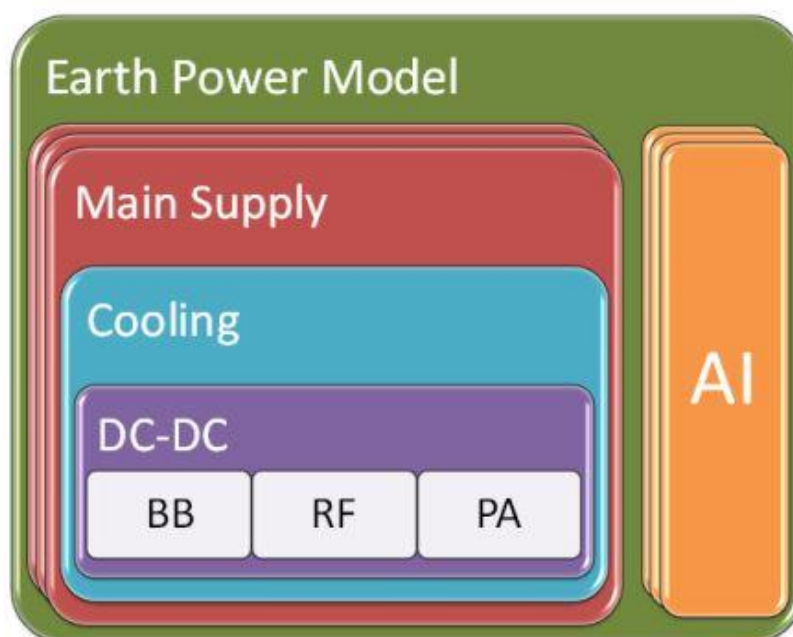 Earth Power Model
Main Supply
Cooling
DC-DC
BB RF PA
AI